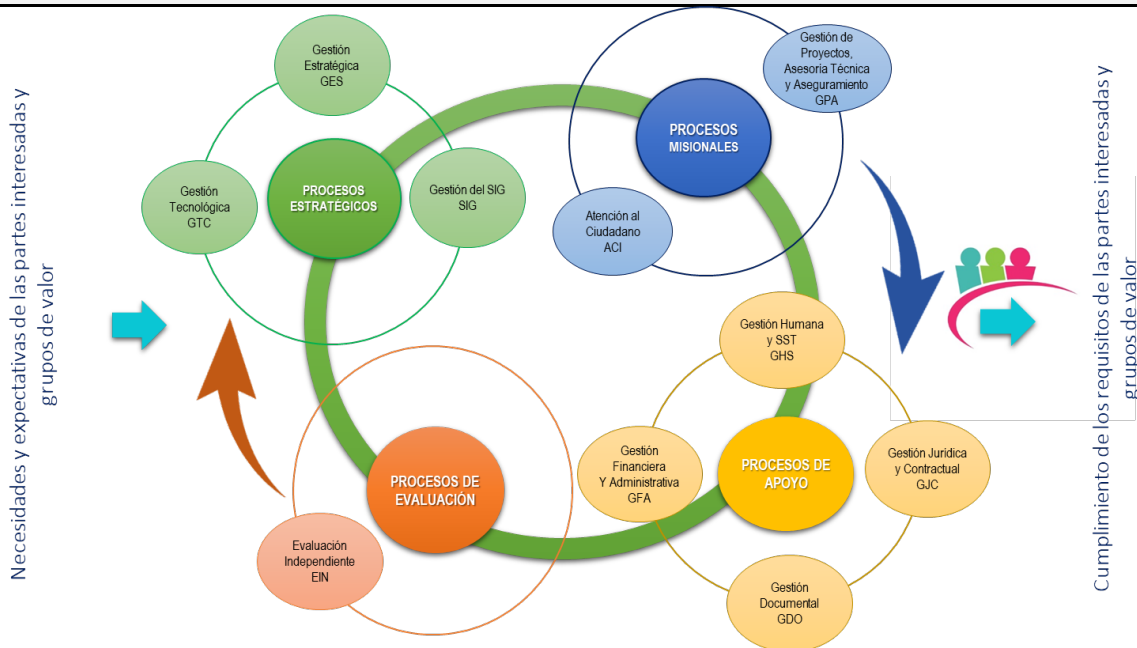 Necesidades y expectativas de las partes interesadas y
grupos de valor
Gestión
Estratégica
GES
Gestión
Tecnológica
GTC
PROCESOS
ESTRATÉGICOS
Gestión del SIG
SIG
Gestión de
Proyectos,
Asesoría Técnica
y Aseguramiento
GPA
PROCESOS
MISIONALES
Atención al
Ciudadano
ACI
Gestión Humana
y SST
GHS
Gestión
Financiera
Y Administrativa
GFA
PROCESOS DE
APOYO
Gestión Jurídica
y Contractual
GJC
Gestión
Documental
GDO
PROCESOS DE
EVALUACIÓN
Evaluación
Independiente
EIN
Cumplimiento de los requisitos de las partes interesadas y
grupos de valor